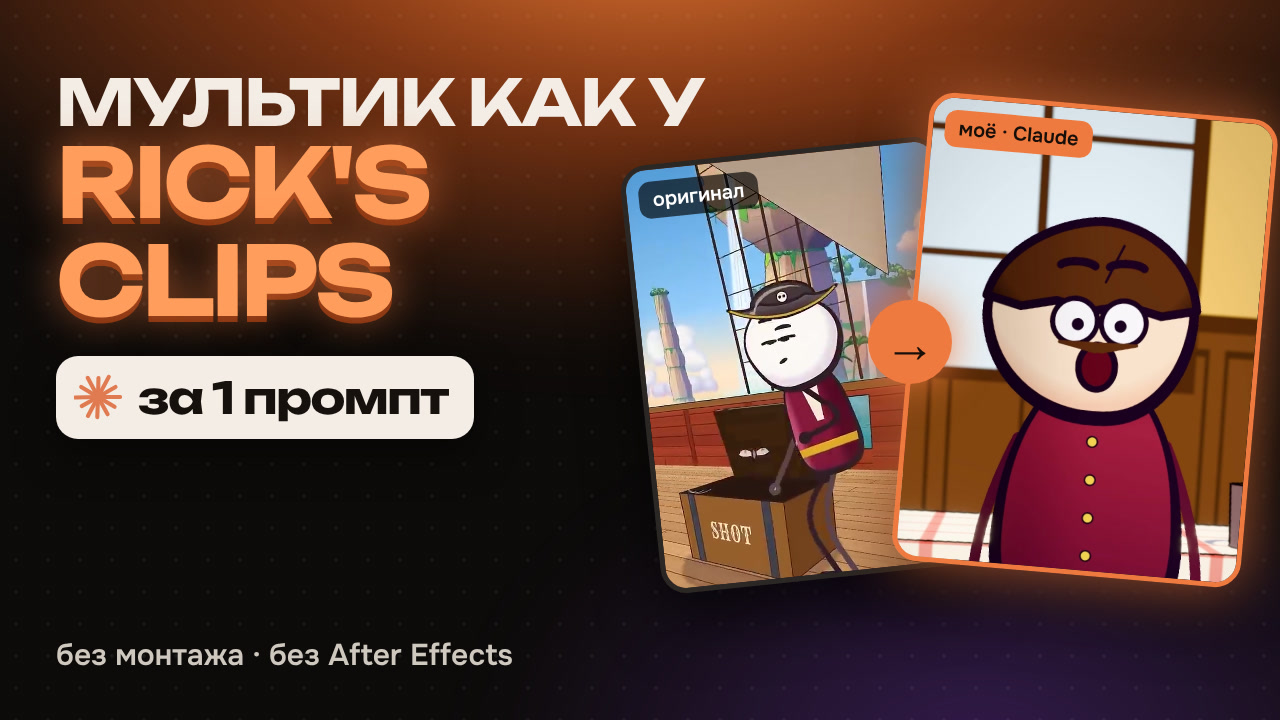 МУЛЬТИК КАК У
RICK'S
CLIPS
за 1 промпт
без монтажа · без After Effects
оригинал
SHOT
→
моё · Claude